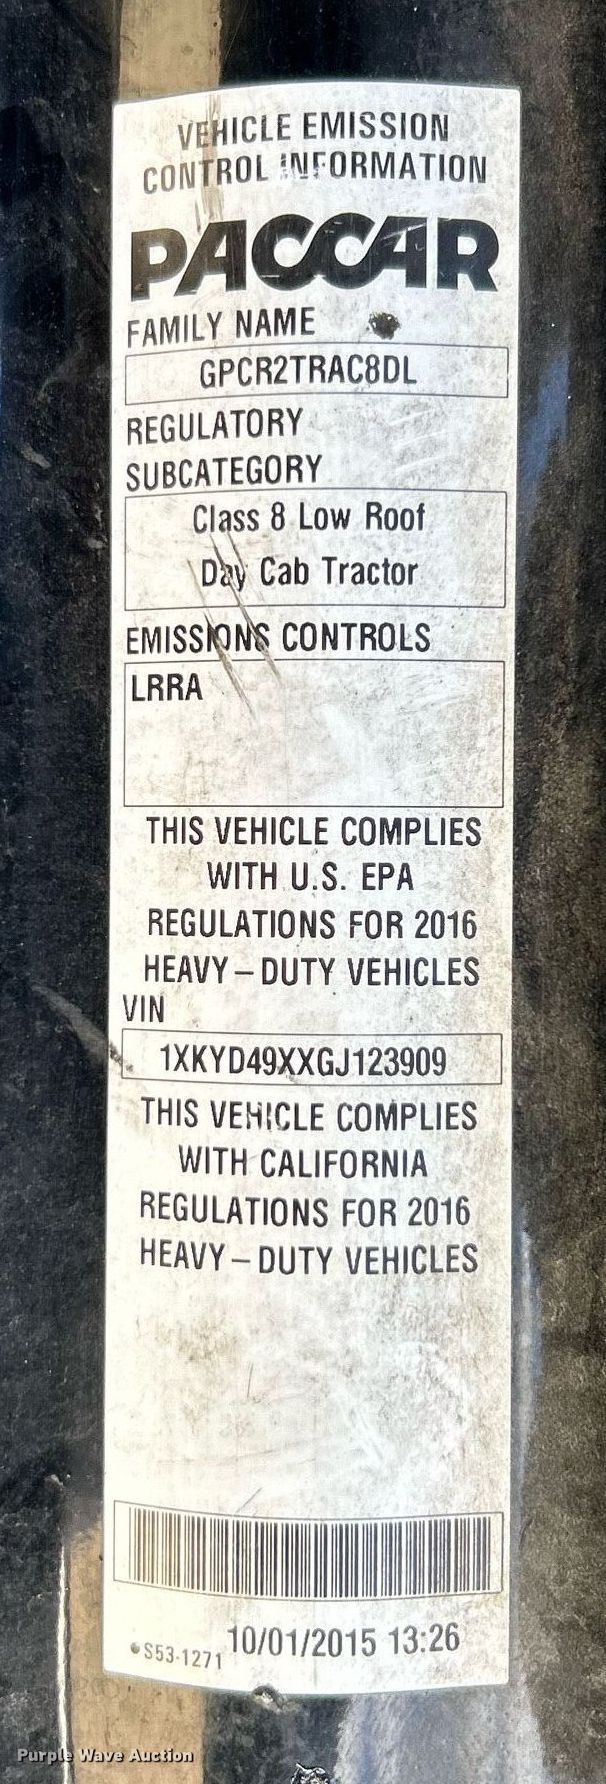 VEHICLE EMISSION
CONTROL INFORMATION
PACCAR
FAMILY NAME
GPCR2TRAC8DL
REGULATORY
SUBCATEGORY
Class 8 Low Roof
Day Cab Tractor
EMISSIONS CONTROLS
LRRA
THIS VEHICLE COMPLIES
WITH U.S. EPA
REGULATIONS FOR 2016
HEAVY–DUTY VEHICLES
VIN
1XKYD49XXGJ123909
THIS VEHICLE COMPLIES
WITH CALIFORNIA
REGULATIONS FOR 2016
HEAVY–DUTY VEHICLES
•S53-1271 10/01/2015 13:26
Purple Wave Auction